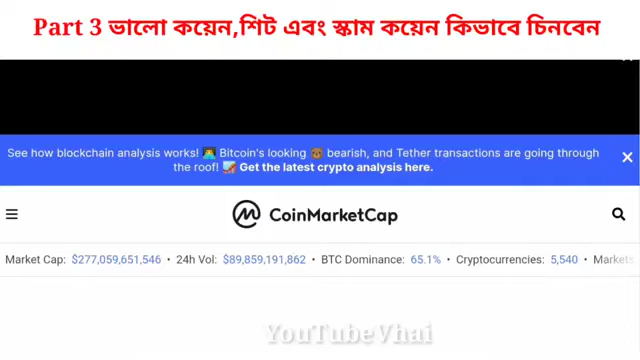 Part 3 ভালো কয়েন,শিট এবং স্কাম কয়েন কিভাবে চিনবেন
See how blockchain analysis works! 👨‍💻 Bitcoin's looking 🐻 bearish, and Tether transactions are going through
the roof! 📈 Get the latest crypto analysis here.
CoinMarketCap
Market Cap: $277,059,651,546 • 24h Vol: $89,859,191,862 • BTC Dominance: 65.1% • Cryptocurrencies: 5,540 • Markets:
YouTubeVhai